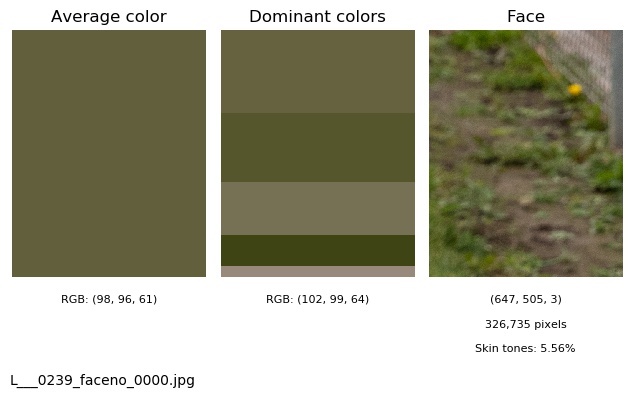 Average color
Dominant colors
Face
RGB: (98, 96, 61)
RGB: (102, 99, 64)
(647, 505, 3)
326,735 pixels
Skin tones: 5.56%
L___0239_faceno_0000.jpg